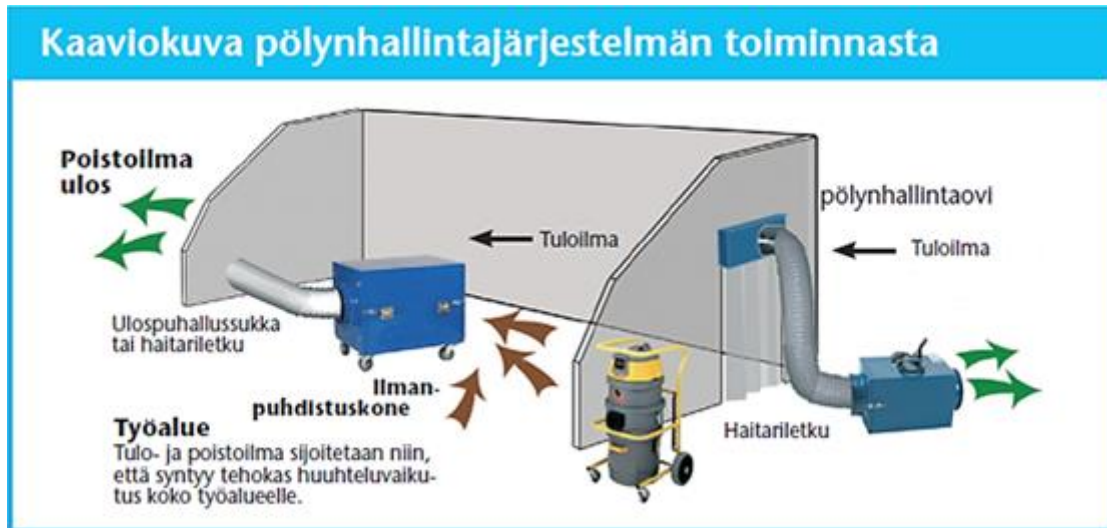 Kaaviokuva pölynhallintajärjestelmän toiminnasta
Poistoilma
ulos
pölynhallintaovi
Tuloilma
Tuloilma
Ulospuhallussukka
tai haitariletku
Ilman-
puhdistuskone
Haitariletku
Työalue
Tulo- ja poistoilma sijoitetaan niin,
että syntyy tehokas huuhteluvaiku-
tus koko työalueelle.